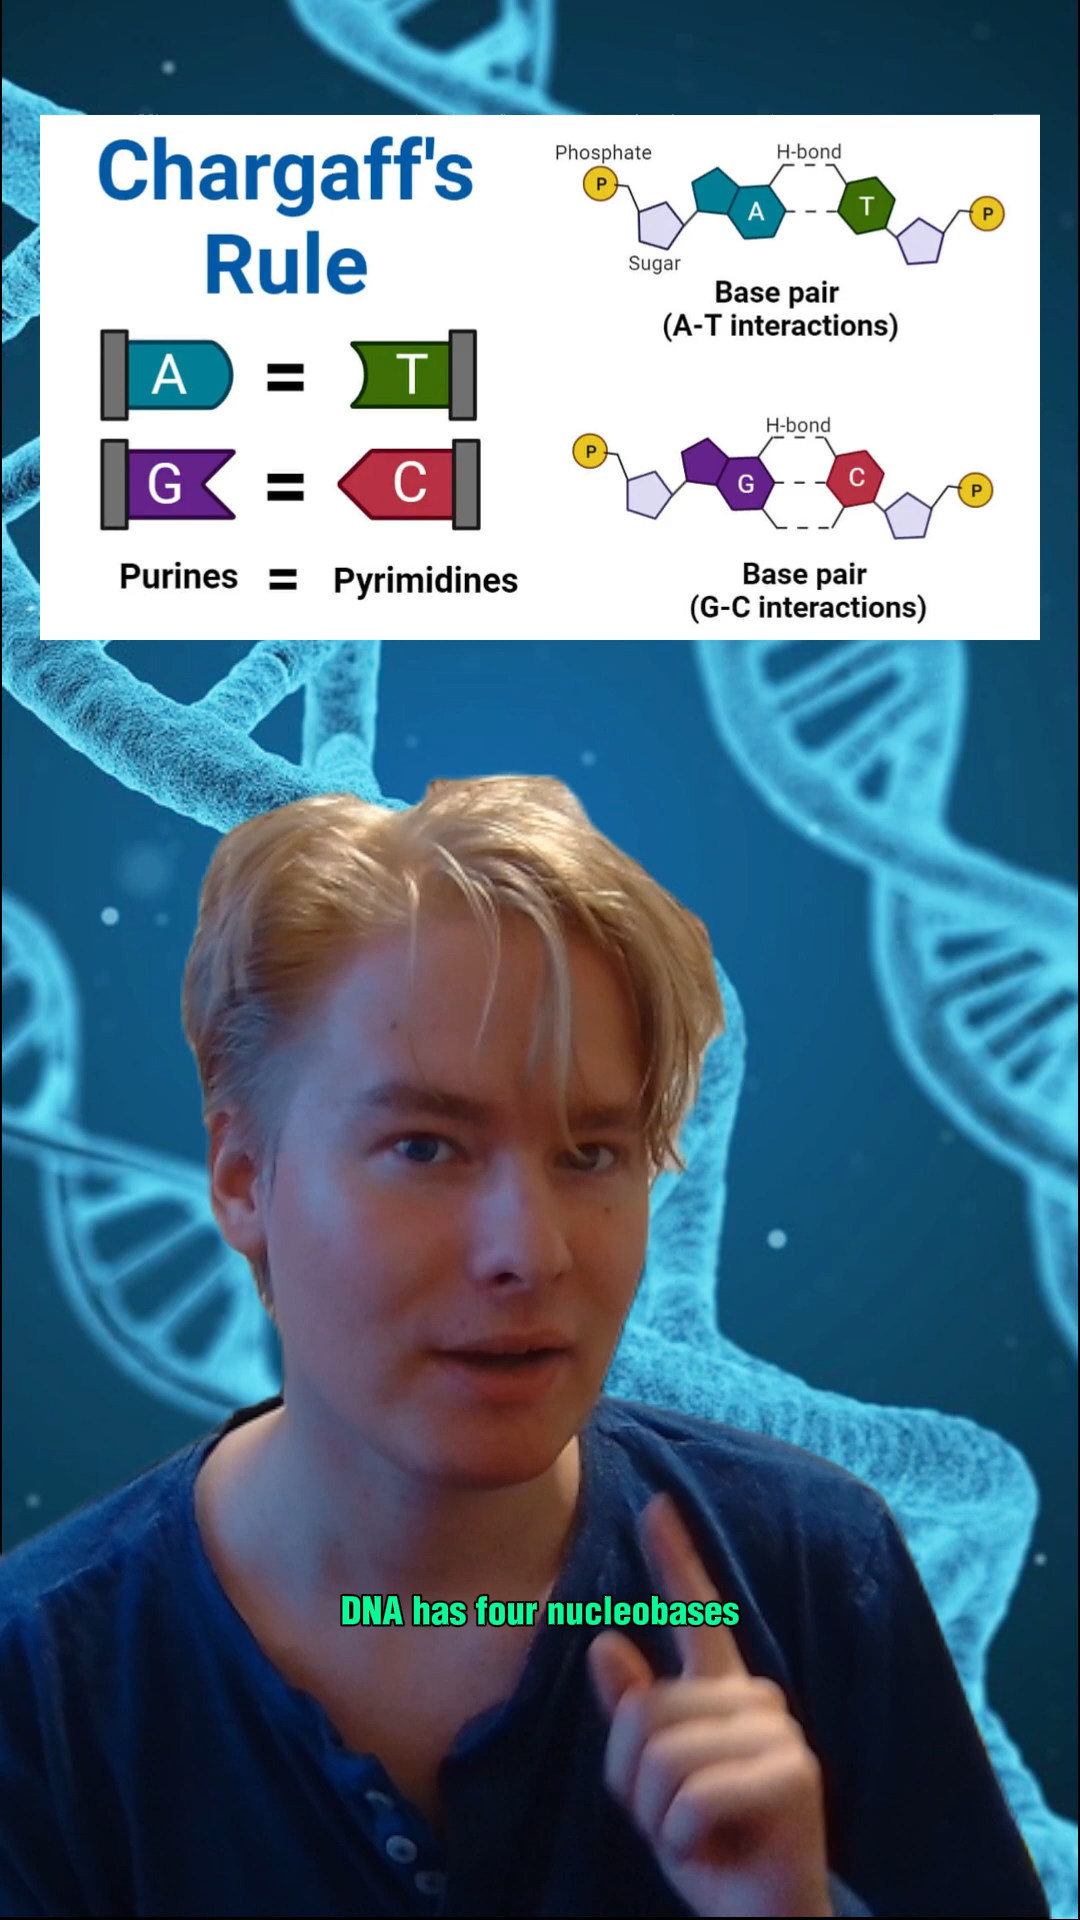 Chargaff's
Rule
A = T
G = C
Purines = Pyrimidines
Phosphate
H-bond
P
A
T
P
Sugar
Base pair
(A-T interactions)
H-bond
P
G
C
P
Base pair
(G-C interactions)
DNA has four nucleobases